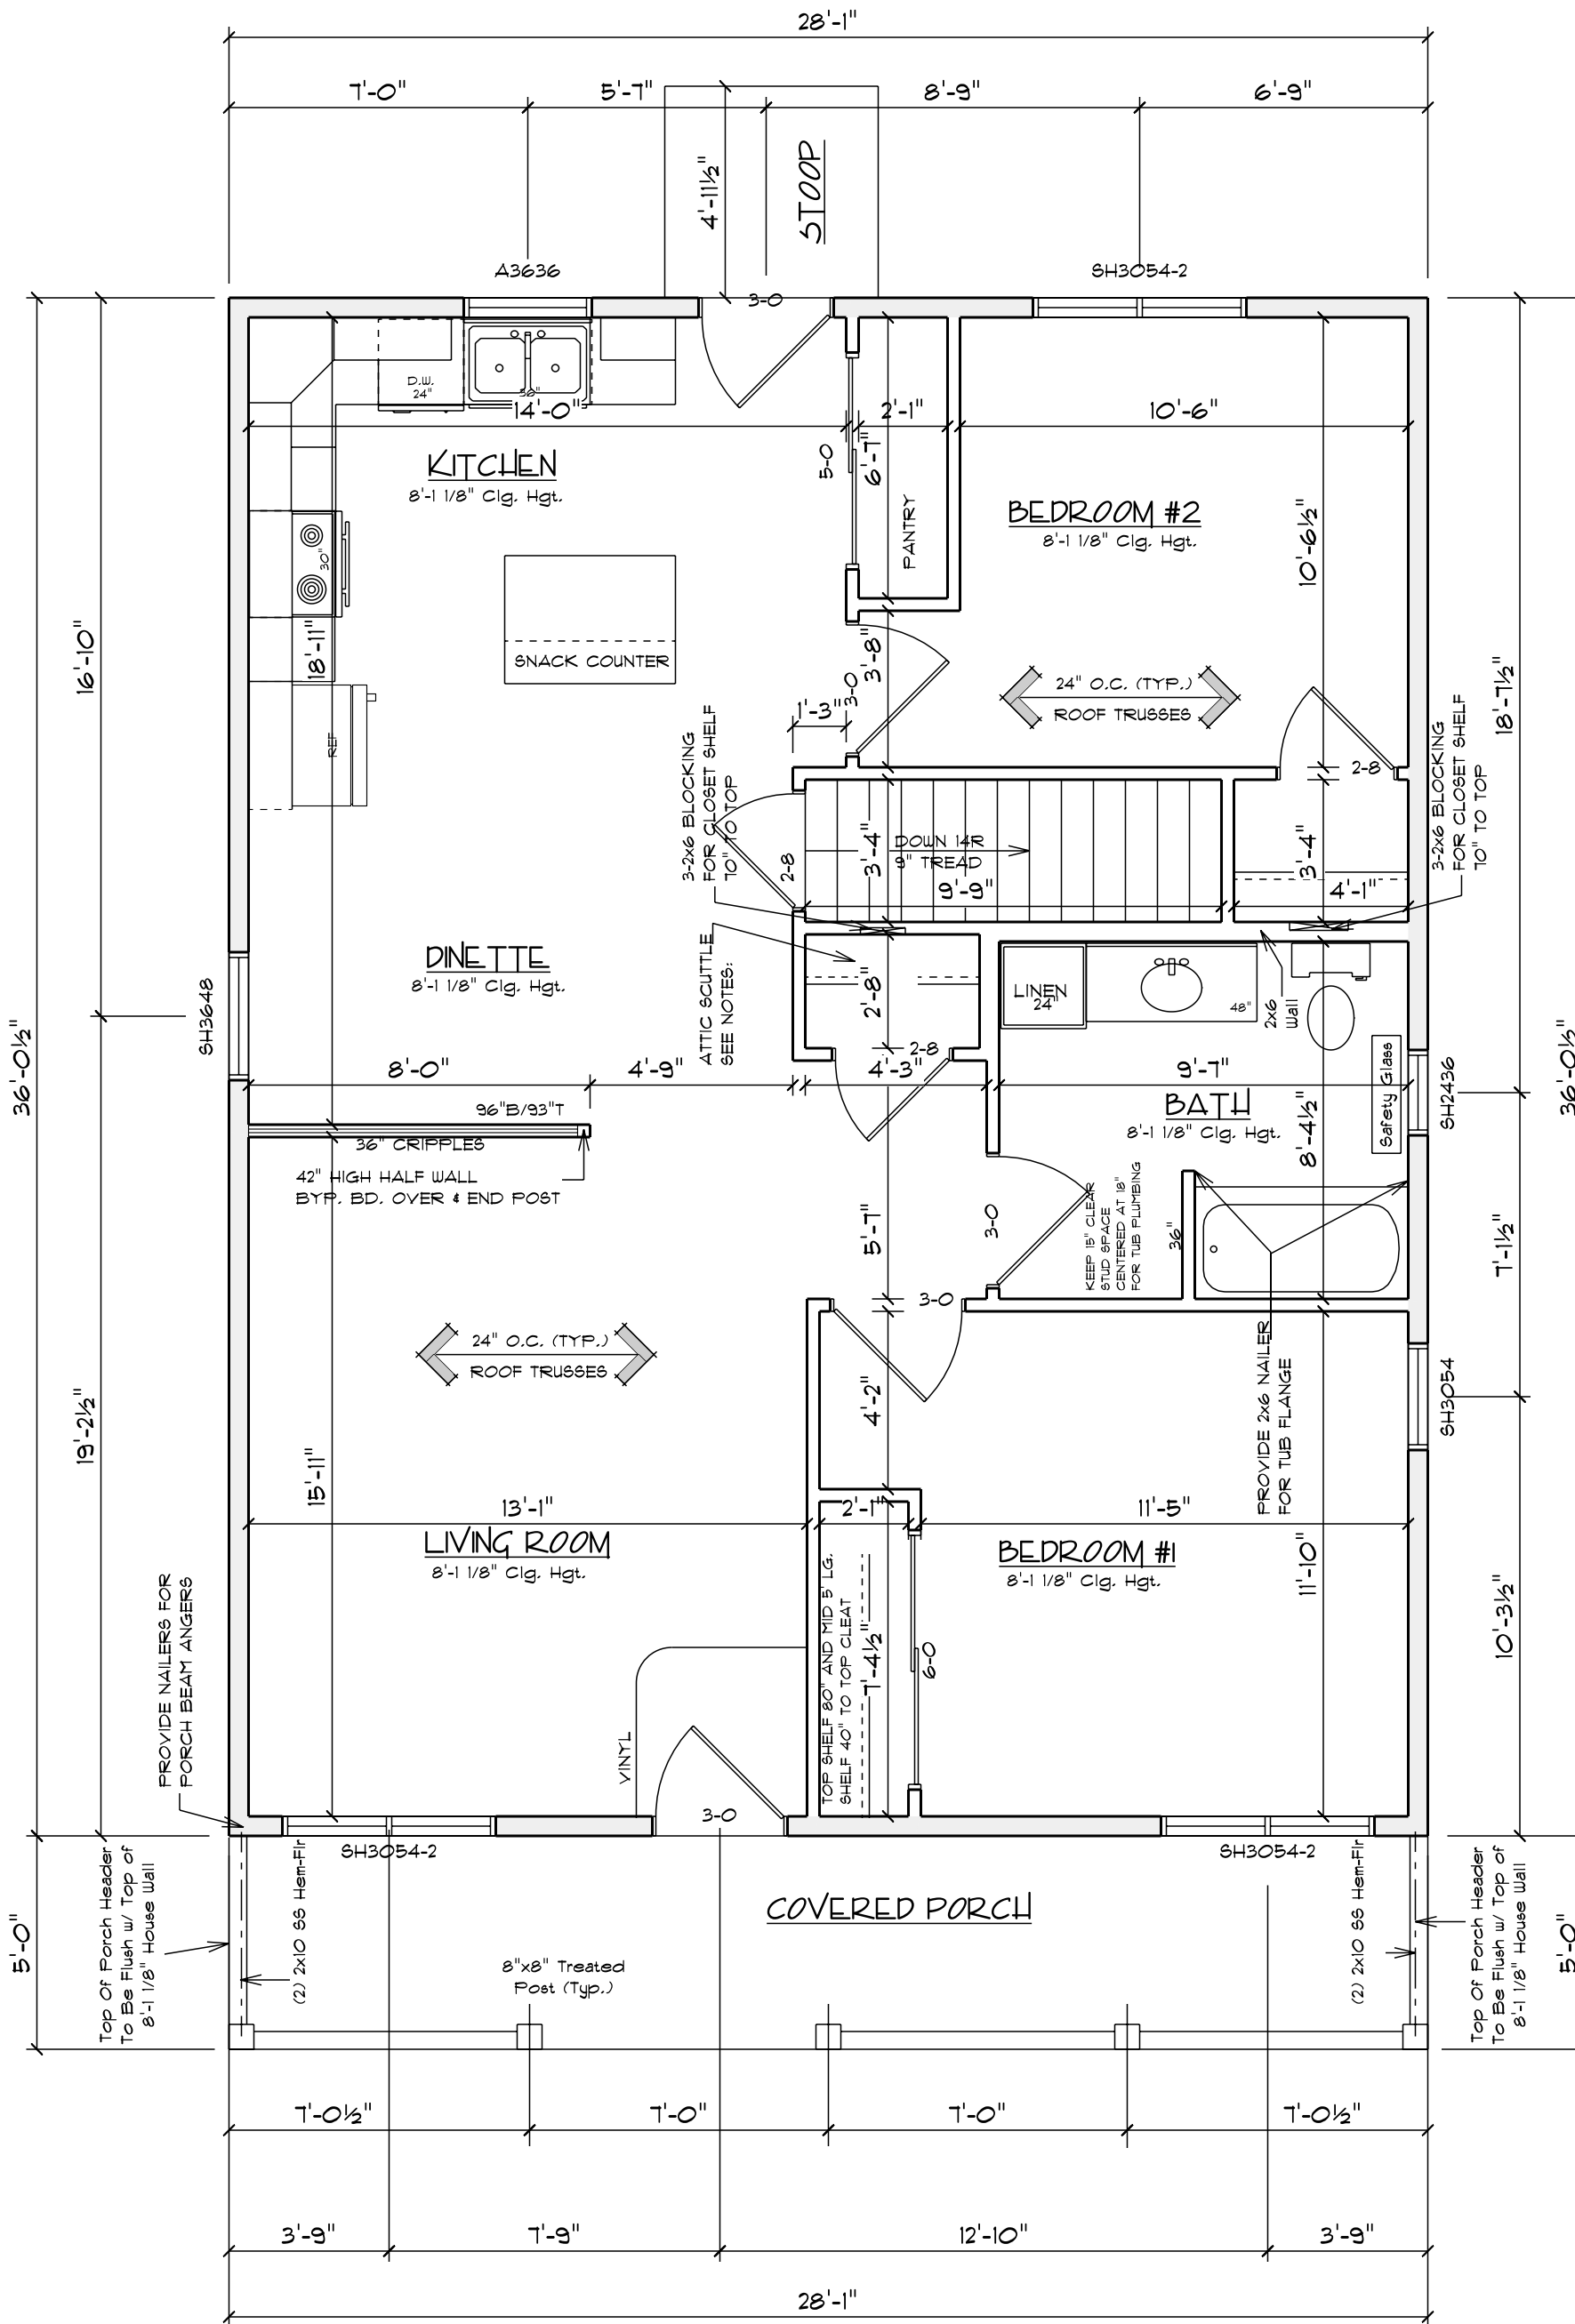 28'-1"
7'-0"
5'-7"
8'-9"
6'-9"
4'-11½"
STOOP
A3636
3-0
SH3054-2
D.W.
24"
36"
14'-0"
2'-1"
10'-6"
KITCHEN
8'-1 1/8" Clg. Hgt.
5-0
6'-7"
PANTRY
BEDROOM #2
8'-1 1/8" Clg. Hgt.
10'-6½"
30"
18'-11"
16'-10"
SNACK COUNTER
REF
3'-8"
3-0
1'-3"
24" O.C. (TYP.)
ROOF TRUSSES
18'-7½"
3-2x6 BLOCKING
FOR CLOSET SHELF
70" TO TOP
2-8
3-2x6 BLOCKING
FOR CLOSET SHELF
70" TO TOP
2-8
DOWN 14R
9" TREAD
3'-4"
9'-9"
3'-4"
4'-1"
DINETTE
8'-1 1/8" Clg. Hgt.
SH3648
ATTIC SCUTTLE
SEE NOTES:
2'-8"
2-8
LINEN
24"
48"
2x6
Wall
Safety Glass
SH2436
36'-0½"
36'-0½"
8'-0"
4'-9"
4'-3"
9'-7"
BATH
8'-1 1/8" Clg. Hgt.
8'-4½"
96"B/93"T
36" CRIPPLES
42" HIGH HALF WALL
BYP. BD. OVER & END POST
5'-7"
3-0
KEEP 15" CLEAR
STUD SPACE
CENTERED AT 18"
FOR TUB PLUMBING
36"
7'-1½"
3-0
24" O.C. (TYP.)
ROOF TRUSSES
4'-2"
PROVIDE 2x6 NAILER
FOR TUB FLANGE
SH3054
19'-2½"
15'-11"
13'-1"
2'-1"
11'-5"
LIVING ROOM
8'-1 1/8" Clg. Hgt.
BEDROOM #1
8'-1 1/8" Clg. Hgt.
11'-10"
10'-3½"
PROVIDE NAILERS FOR
PORCH BEAM ANGERS
TOP SHELF 80" AND MID 5' LG.
SHELF 40" TO TOP CLEAT
7'-4½"
6-0
VINYL
3-0
SH3054-2
SH3054-2
5'-0"
Top Of Porch Header
To Be Flush w/ Top of
8'-1 1/8" House Wall
(2) 2x10 SS Hem-Fir
COVERED PORCH
8"x8" Treated
Post (Typ.)
(2) 2x10 SS Hem-Fir
Top Of Porch Header
To Be Flush w/ Top of
8'-1 1/8" House Wall
5'-0"
7'-0½"
7'-0"
7'-0"
7'-0½"
3'-9"
7'-9"
12'-10"
3'-9"
28'-1"